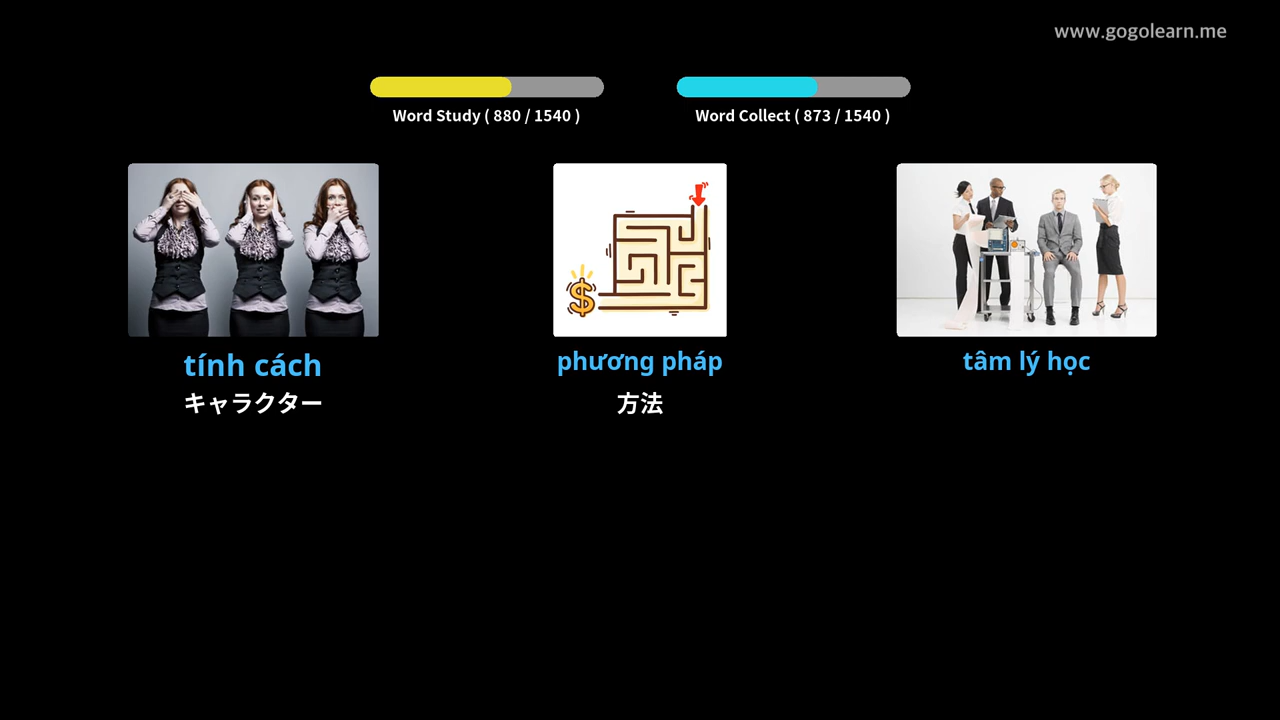 www.gogolearn.me
Word Study ( 880 / 1540 )
Word Collect ( 873 / 1540 )
tính cách
キャラクター
phương pháp
方法
tâm lý học